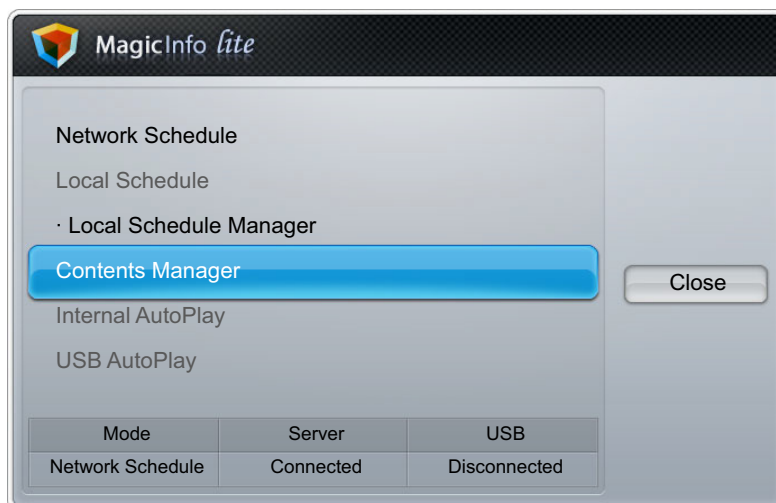 MagicInfo lite
Network Schedule
Local Schedule
· Local Schedule Manager
Contents Manager
Close
Internal AutoPlay
USB AutoPlay
Mode Server USB
Network Schedule Connected Disconnected